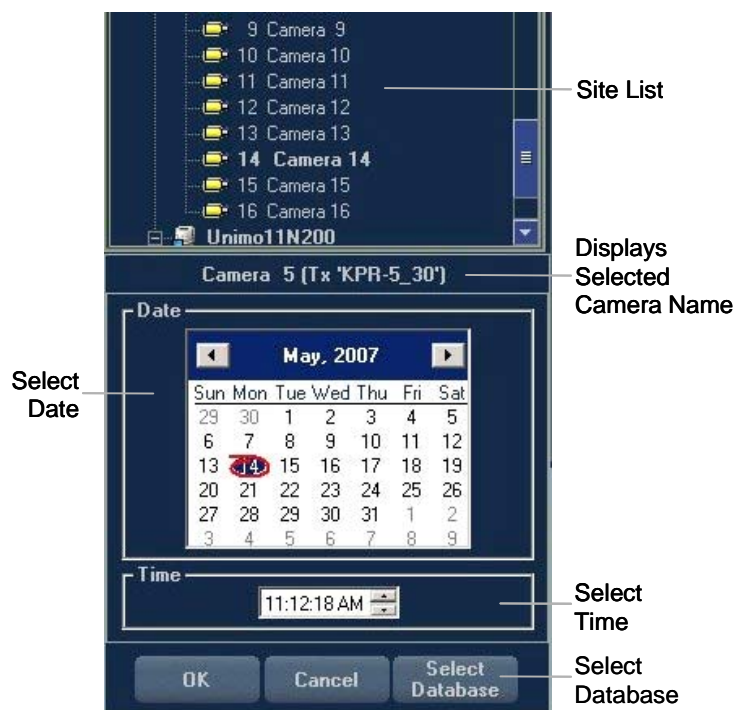 9 Camera 9
10 Camera 10
11 Camera 11
Site List
12 Camera 12
13 Camera 13
14 Camera 14
15 Camera 15
16 Camera 16
Unimo11N200
Camera 5 (Tx 'KPR-5_30')
Displays
Selected
Camera Name
Date
May, 2007
Select
Date
Sun Mon Tue Wed Thu Fri Sat
29 30 1 2 3 4 5
6 7 8 9 10 11 12
13 14 15 16 17 18 19
20 21 22 23 24 25 26
27 28 29 30 31 1 2
3 4 5 6 7 8 9
Time
11:12:18 AM
Select
Time
OK
Cancel
Select
Database
Select
Database